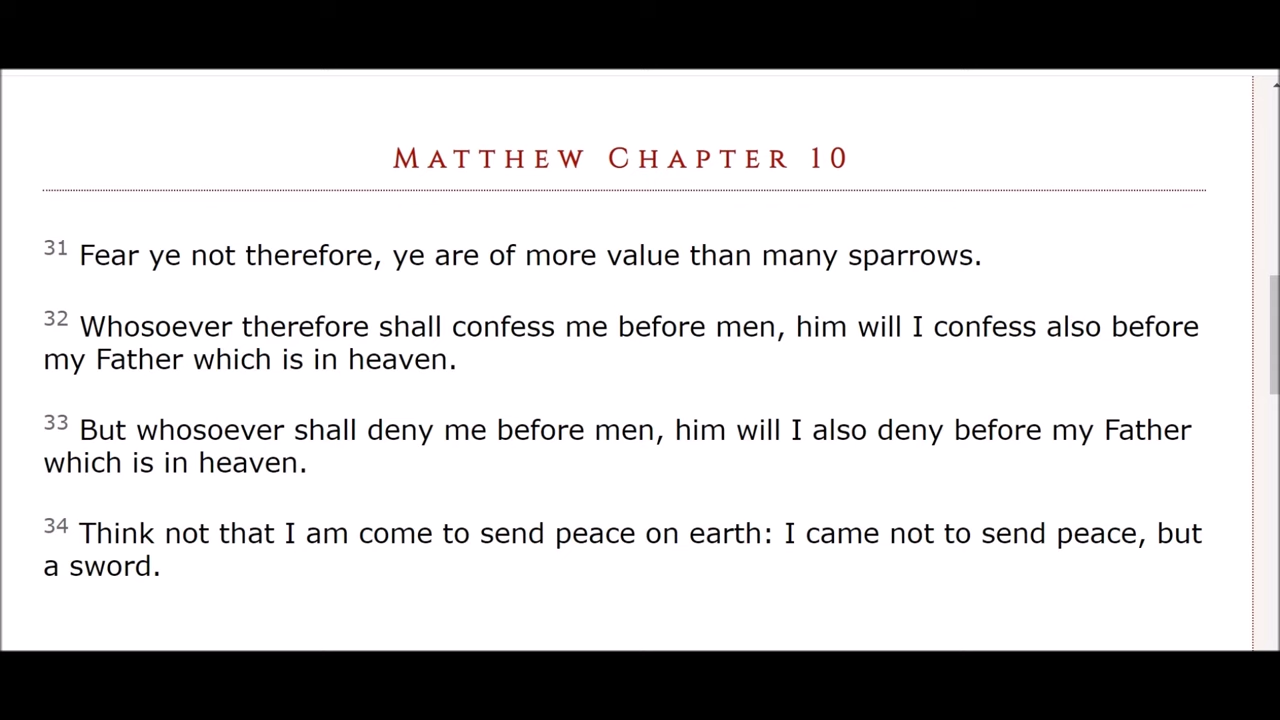 Matthew Chapter 10
31 Fear ye not therefore, ye are of more value than many sparrows.
32 Whosoever therefore shall confess me before men, him will I confess also before
my Father which is in heaven.
33 But whosoever shall deny me before men, him will I also deny before my Father
which is in heaven.
34 Think not that I am come to send peace on earth: I came not to send peace, but
a sword.